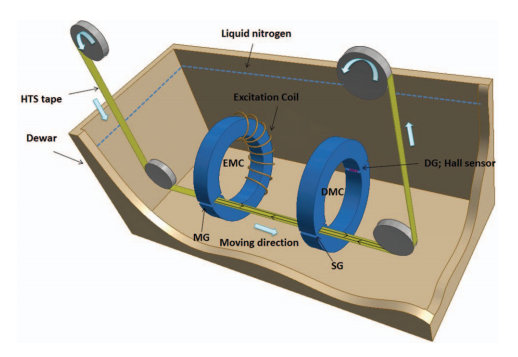 Liquid nitrogen
HTS tape
Excitation Coil
Dewar
EMC
DMC
DG; Hall sensor
MG
Moving direction
SG